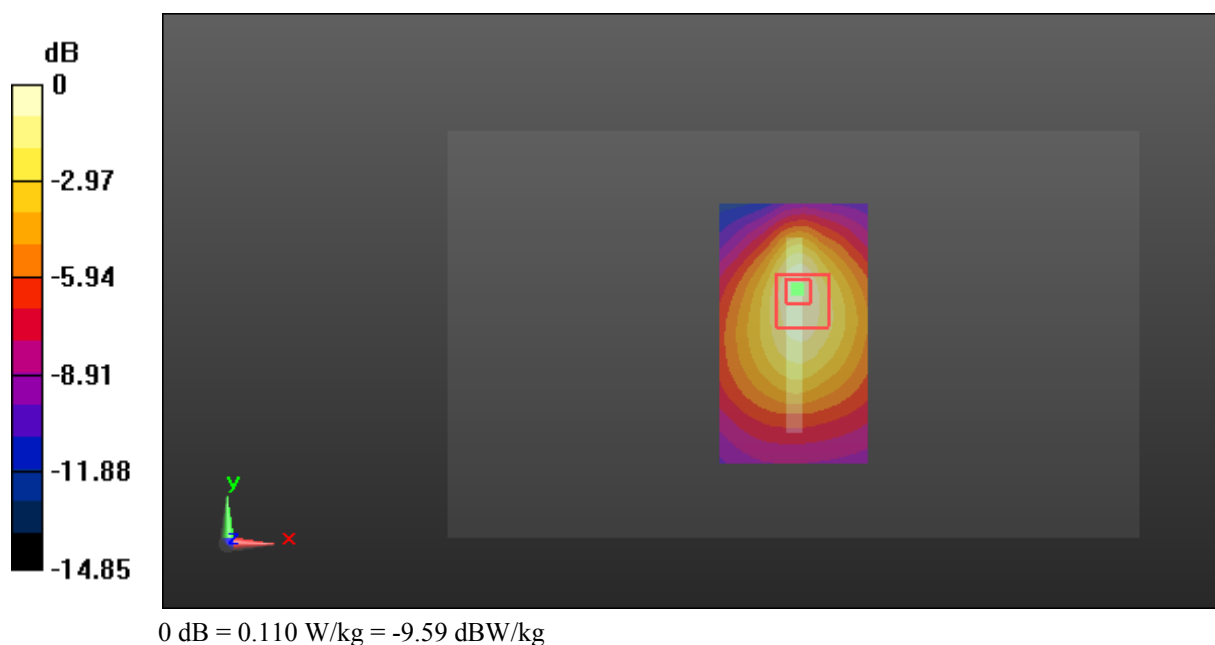 dB
0
-2.97
-5.94
-8.91
-11.88
-14.85
y
z
x
0 dB = 0.110 W/kg = -9.59 dBW/kg